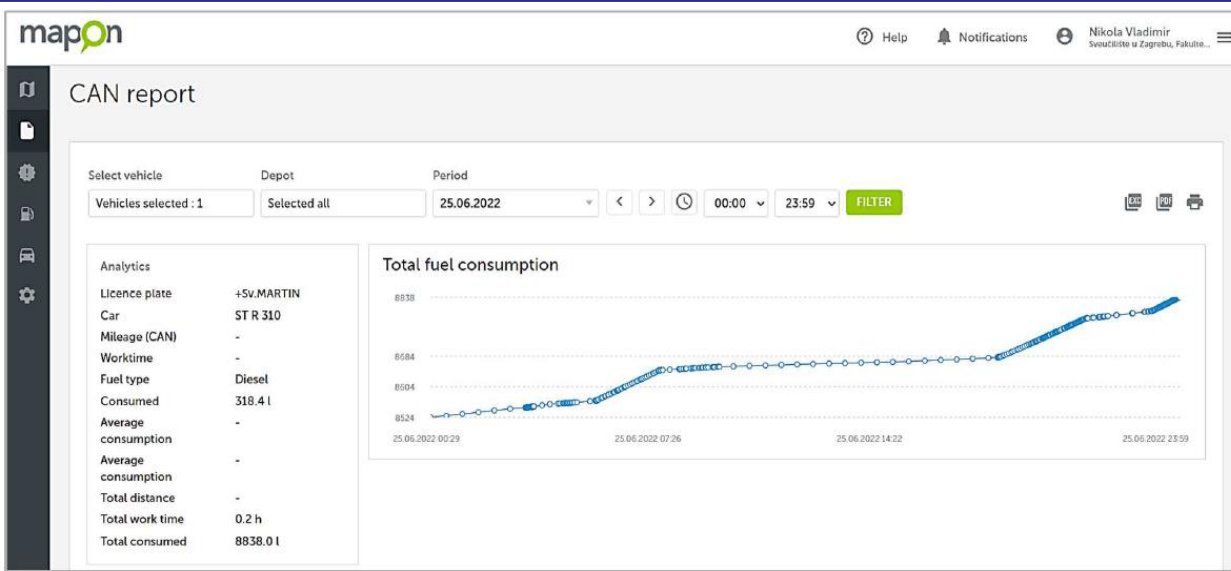 mapon
Help
Notifications
Nikola Vladimir
Sveučilište u Zagrebu, Fakulte...
CAN report
Select vehicle
Depot
Period
Vehicles selected : 1
Selected all
25.06.2022
00:00
23:59
FILTER
EXC
PDF
Analytics
Licence plate +Sv.MARTIN
Car ST R 310
Mileage (CAN) -
Worktime -
Fuel type Diesel
Consumed 318.4 l
Average
consumption -
Average
consumption -
Total distance -
Total work time 0.2 h
Total consumed 8838.0 l
Total fuel consumption
8838
8684
8604
8524
25.06.2022 00:29
25.06.2022 07:26
25.06.2022 14:22
25.06.2022 23:59